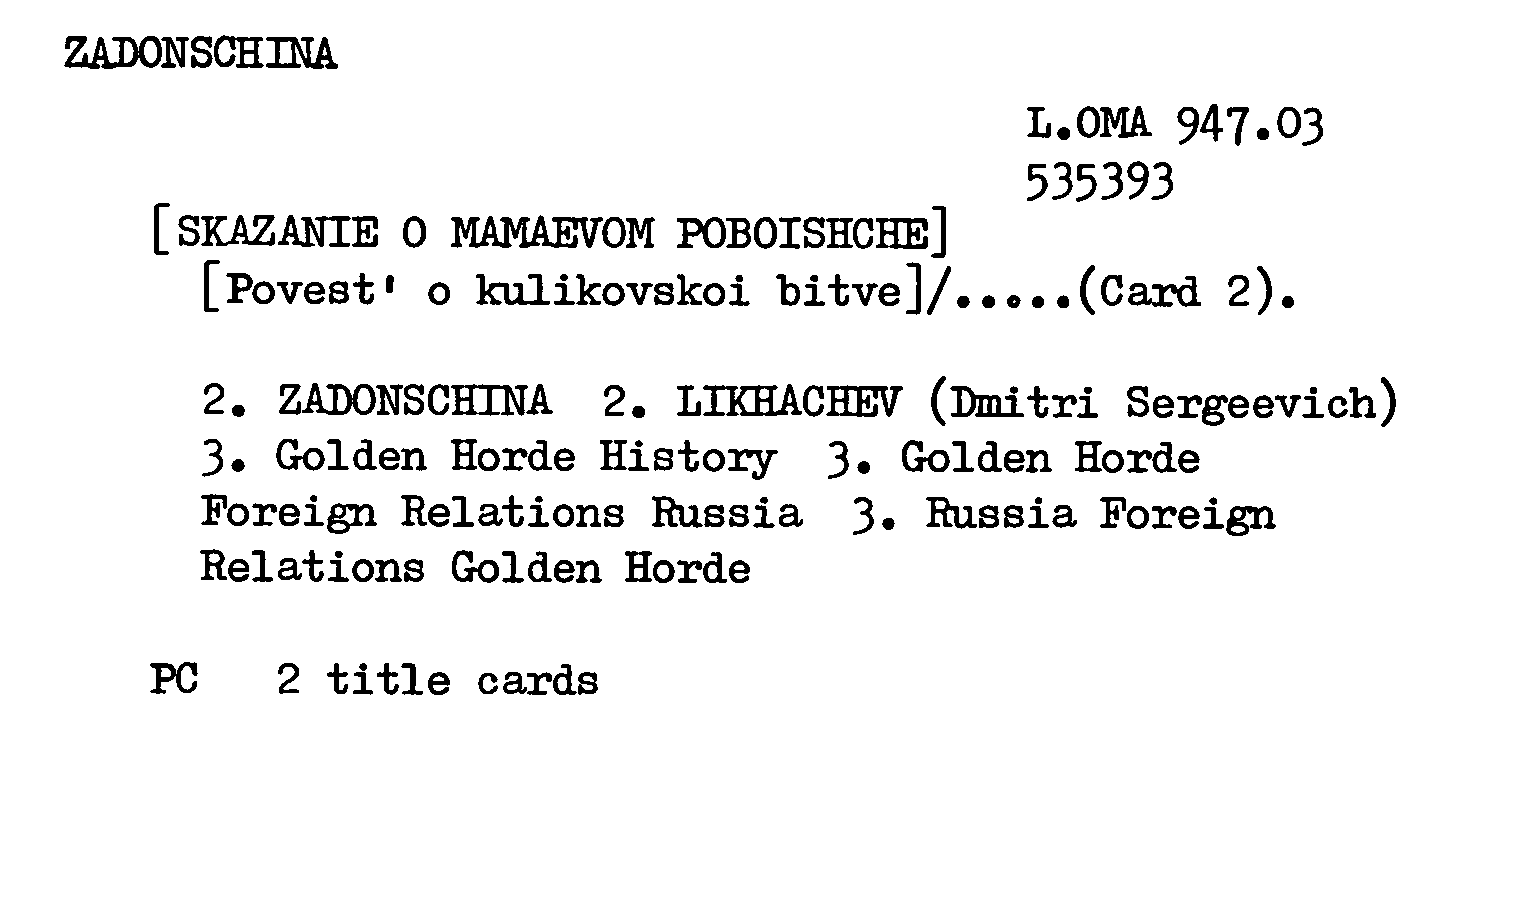 ZADONSCHINA
L.OMA 947.03
535393
[SKAZANIE O MAMAEVOM POBOISHCHE]
[Povest' o kulikovskoi bitve]/.....(Card 2).
2. ZADONSCHINA 2. LIKHACHEV (Dmitri Sergeevich)
3. Golden Horde History 3. Golden Horde
Foreign Relations Russia 3. Russia Foreign
Relations Golden Horde
PC 2 title cards